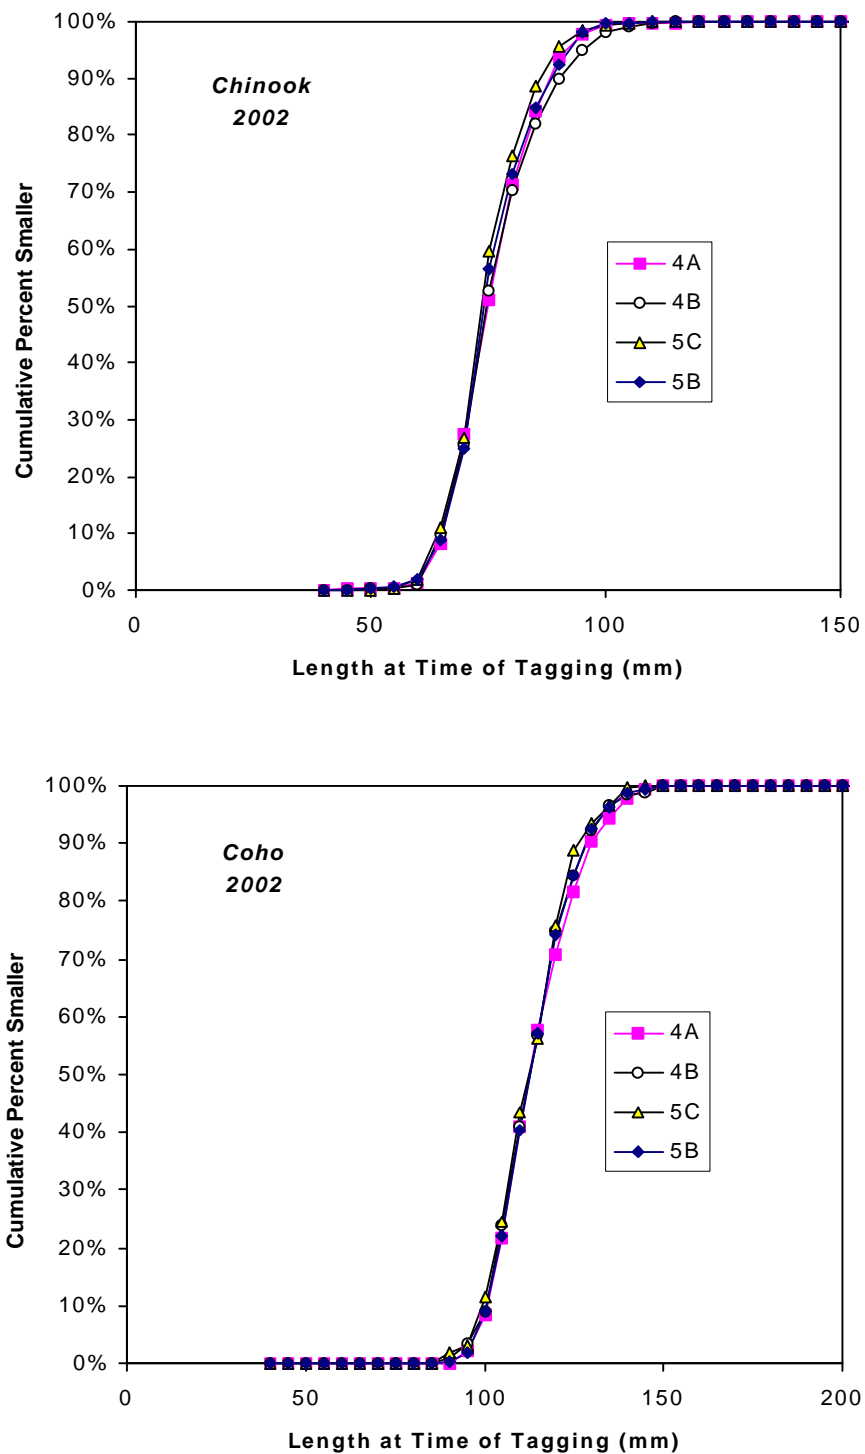 100%
90%
80%
70%
60%
50%
40%
30%
20%
10%
0%
Cumulative Percent Smaller
Chinook
2002
4A
4B
5C
5B
0 50 100 150
Length at Time of Tagging (mm)
100%
90%
80%
70%
60%
50%
40%
30%
20%
10%
0%
Cumulative Percent Smaller
Coho
2002
4A
4B
5C
5B
0 50 100 150 200
Length at Time of Tagging (mm)